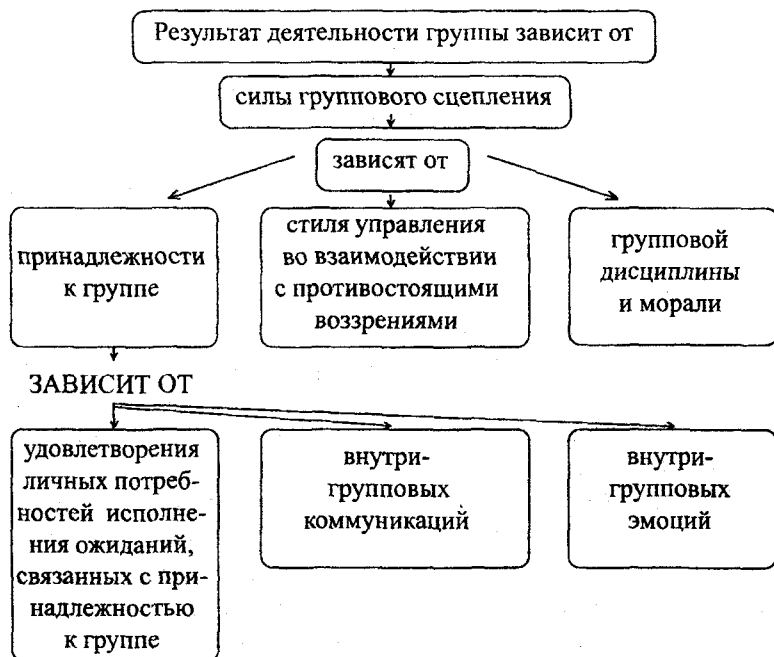 Результат деятельности группы зависит от
силы группового сцепления
зависят от
принадлежности
к группе
стиля управления
во взаимодействии
с противостоящими
воззрениями
групповой
дисциплины
и морали
ЗАВИСИТ ОТ
удовлетворения
личных потреб-
ностей исполне-
ния ожиданий,
связанных с при-
надлежностью
к группе
внутри-
групповых
коммуникаций
внутри-
групповых
эмоций